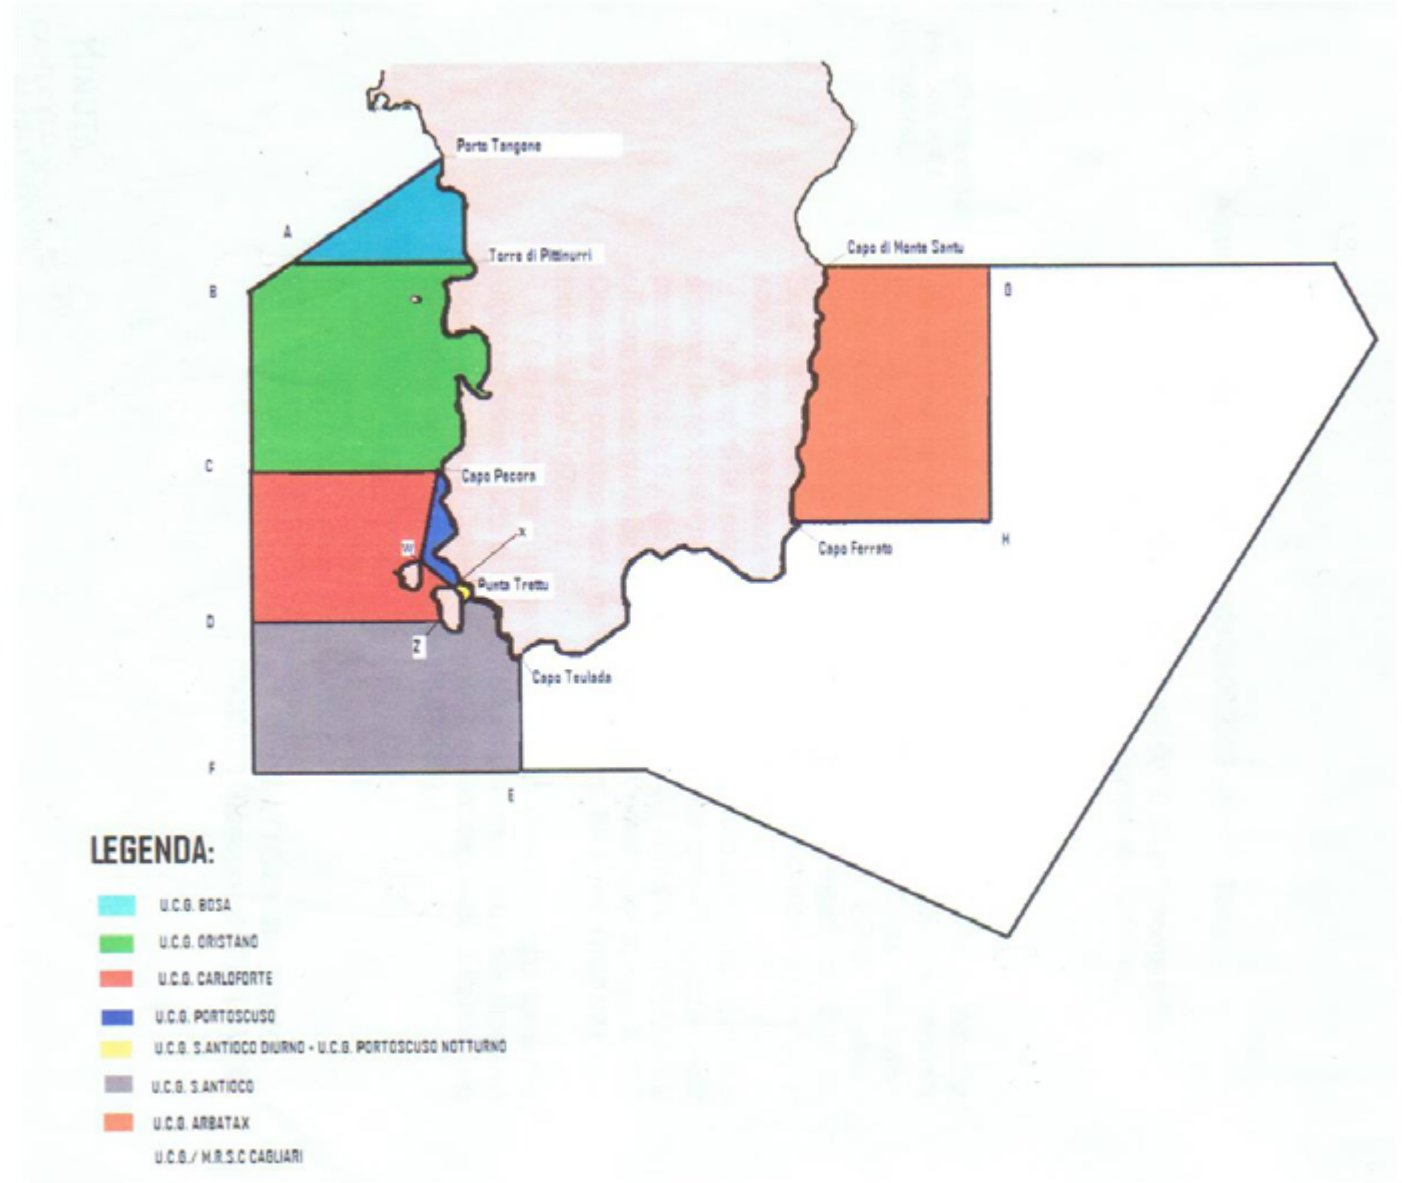 Porto Tangone
A
Torre di Pittinurri
Capo di Monte Santu
B
O
C
Capo Pecora
X
W
Capo Ferrato
H
Punta Trettu
D
Z
Capo Teulada
F
E
LEGENDA:
U.C.G. BOSA
U.C.G. ORISTANO
U.C.G. CARLOFORTE
U.C.G. PORTOSCUSO
U.C.G. S.ANTIOCO DIURNO - U.C.G. PORTOSCUSO NOTTURNO
U.C.G. S.ANTIOCO
U.C.G. ARBATAX
U.C.G./ M.R.S.C CAGLIARI